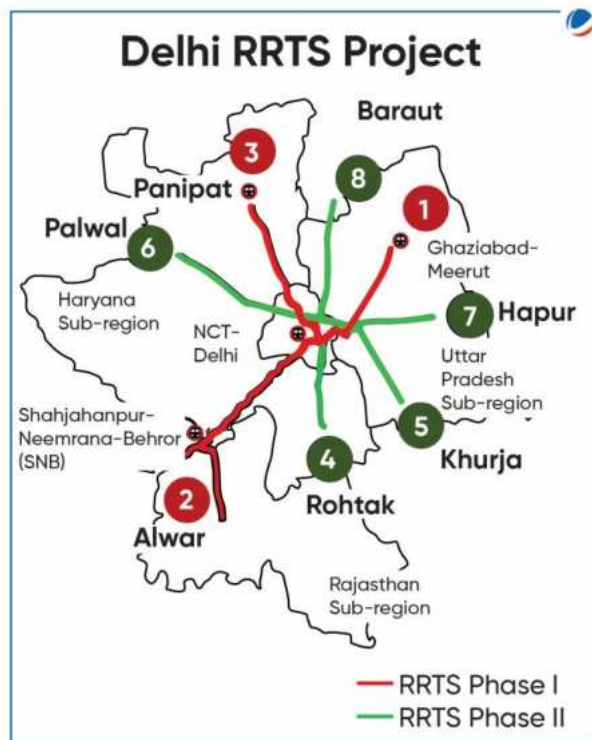 Delhi RRTS Project
Baraut
3
8
1
Panipat
Palwal
6
Ghaziabad-
Meerut
Haryana
Sub-region
NCT-
Delhi
7
Hapur
Uttar
Pradesh
Sub-region
Shahjahanpur-
Neemrana-Behror
(SNB)
5
Khurja
4
Rohtak
2
Alwar
Rajasthan
Sub-region
RRTS Phase I
RRTS Phase II